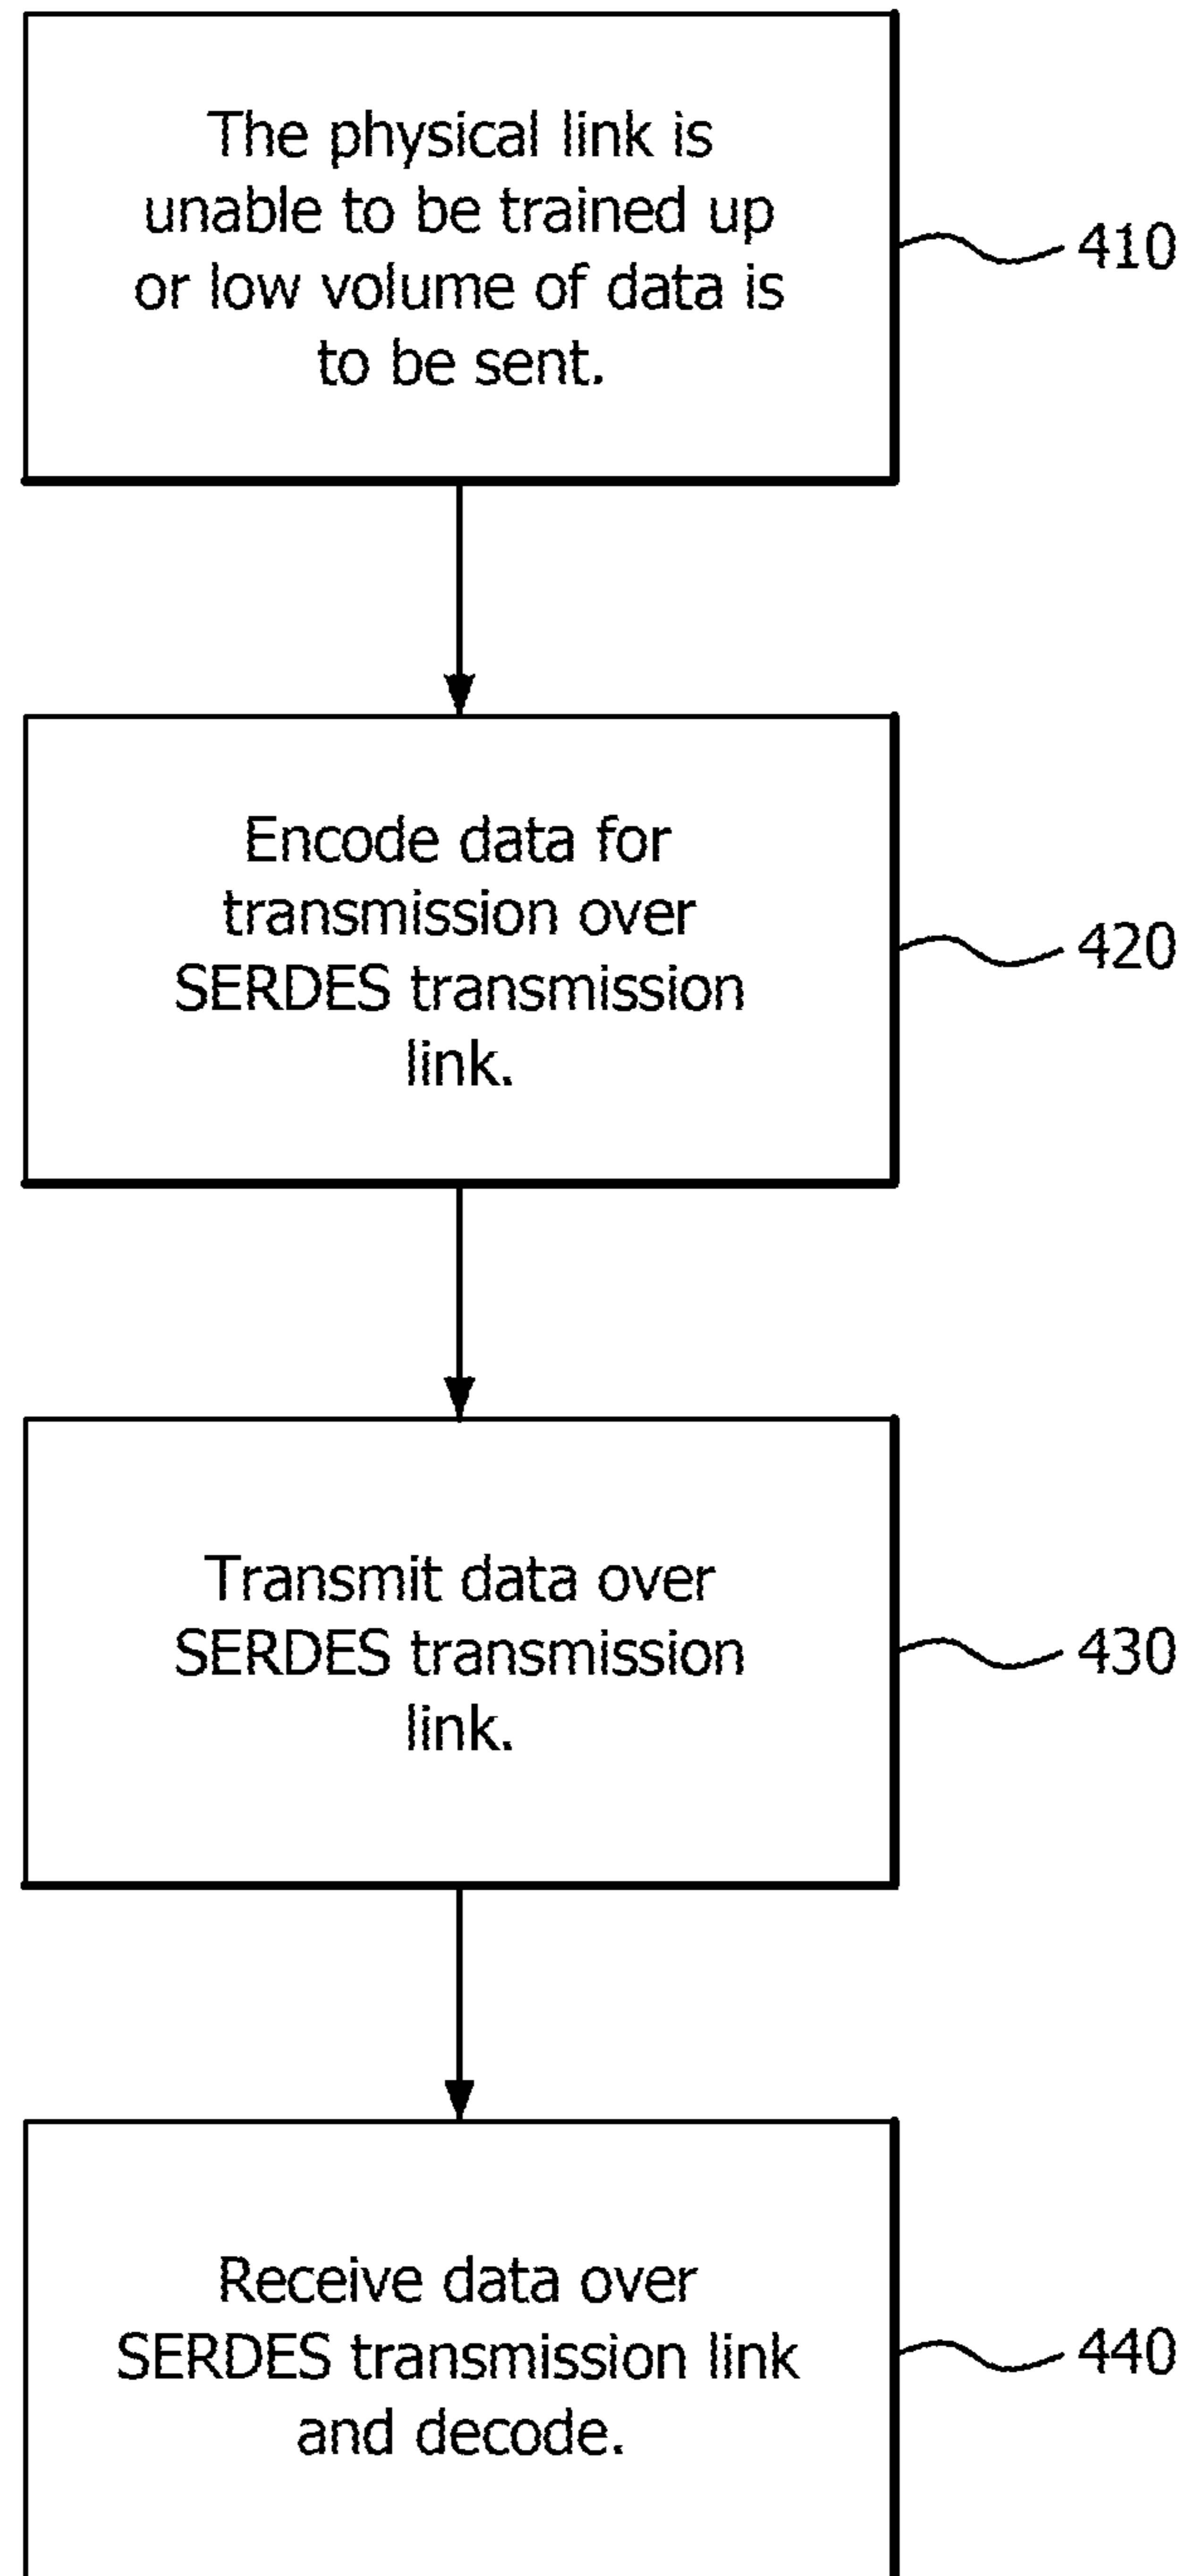 The physical link is
unable to be trained up
or low volume of data is
to be sent.
410
Encode data for
transmission over
SERDES transmission
link.
420
Transmit data over
SERDES transmission
link.
430
Receive data over
SERDES transmission link
and decode.
440